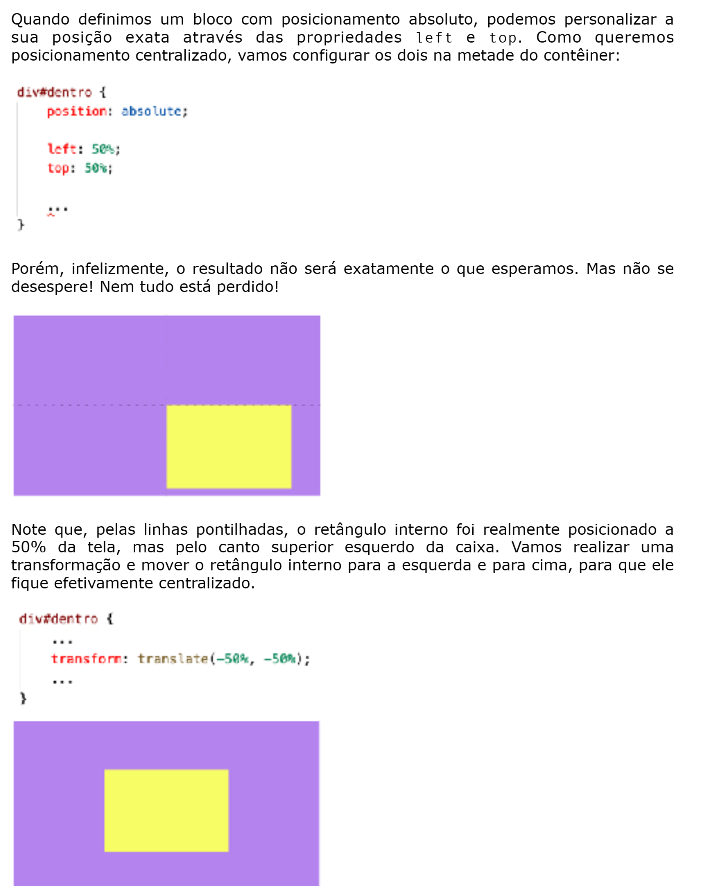 Quando definimos um bloco com posicionamento absoluto, podemos personalizar a
sua posição exata através das propriedades left e top. Como queremos
posicionamento centralizado, vamos configurar os dois na metade do contêiner:
div#dentro {
position: absolute;
left: 50%;
top: 50%;
...
}
Porém, infelizmente, o resultado não será exatamente o que esperamos. Mas não se
desespere! Nem tudo está perdido!
Note que, pelas linhas pontilhadas, o retângulo interno foi realmente posicionado a
50% da tela, mas pelo canto superior esquerdo da caixa. Vamos realizar uma
transformação e mover o retângulo interno para a esquerda e para cima, para que ele
fique efetivamente centralizado.
div#dentro {
...
transform: translate(-50%, -50%);
...
}